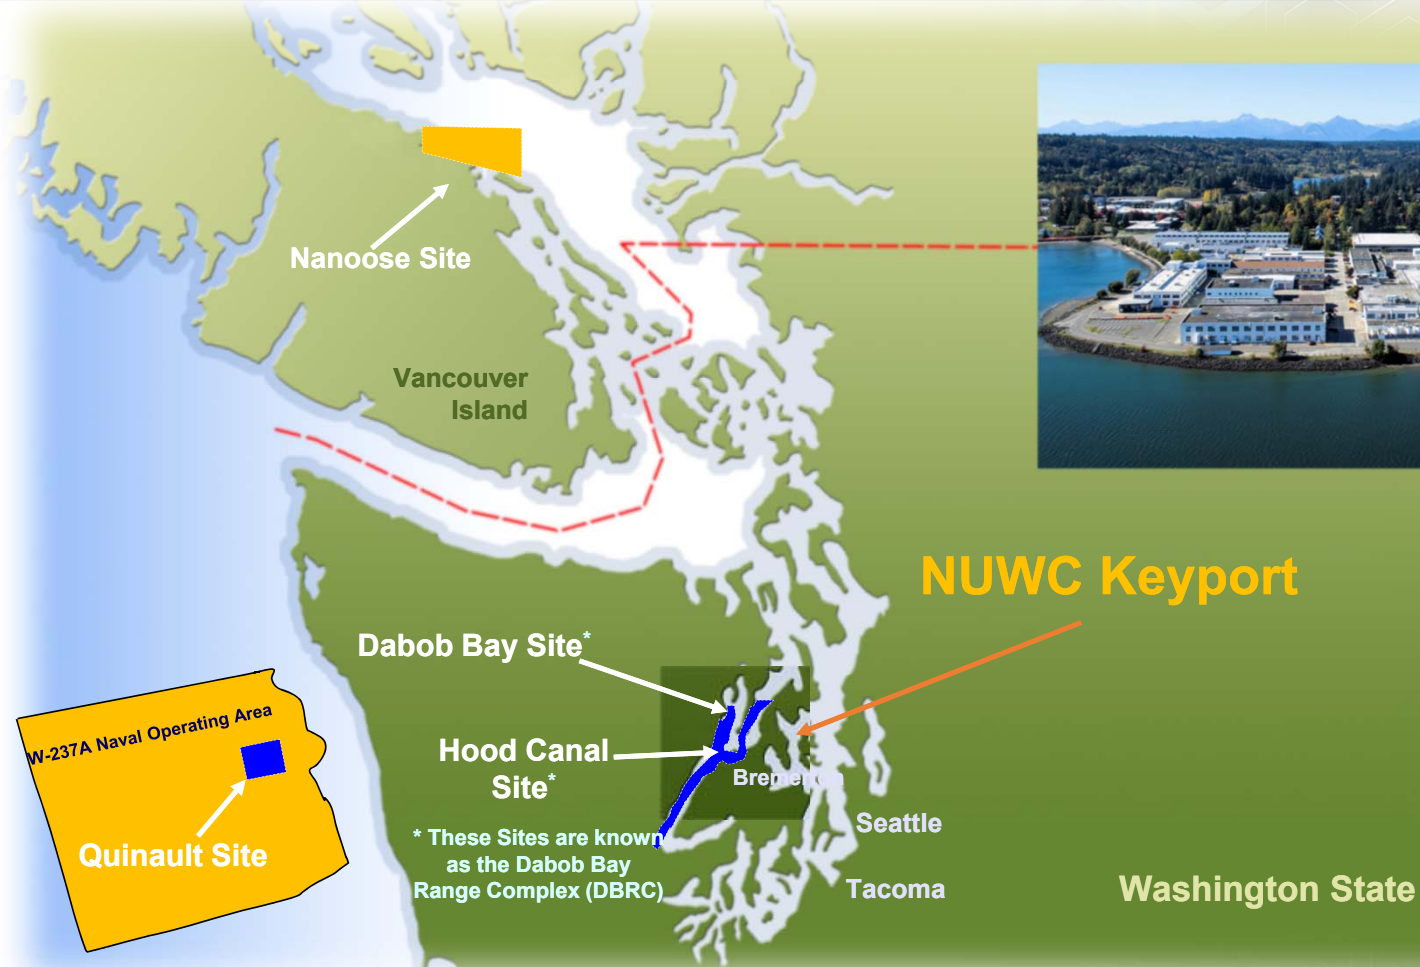 Nanoose Site
Vancouver
Island
NUWC Keyport
Dabob Bay Site*
W-237A Naval Operating Area
Hood Canal
Site*
Bremerton
Seattle
* These Sites are known
as the Dabob Bay
Range Complex (DBRC)
Quinault Site
Tacoma
Washington State